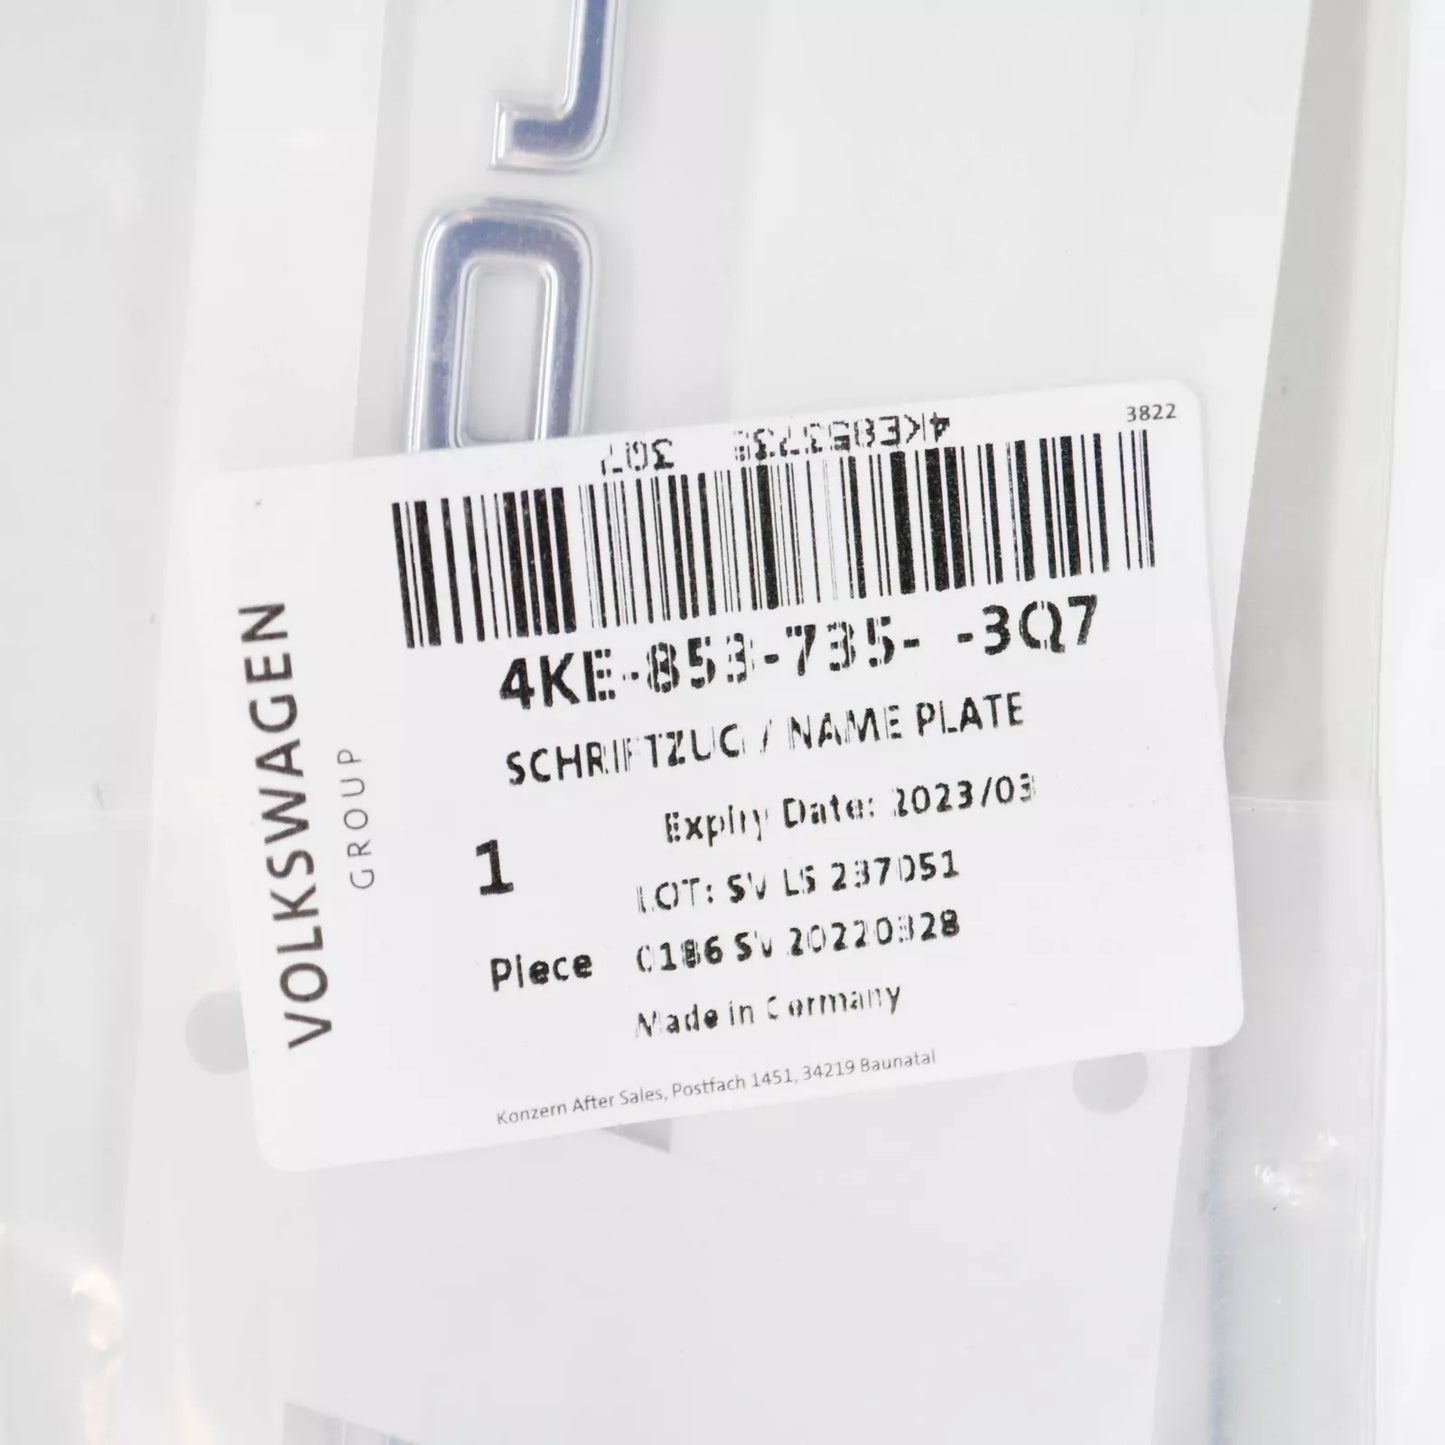 3822
4KE853735 3Q7
4KE-853-735- -3Q7
SCHRIFTZUG / NAME PLATE
Expiry Date: 2023/03
1
LOT: SV LS 237051
Piece
0186 SV 20220328
Made in Germany
Konzern After Sales, Postfach 1451, 34219 Baunatal
VOLKSWAGEN
GROUP